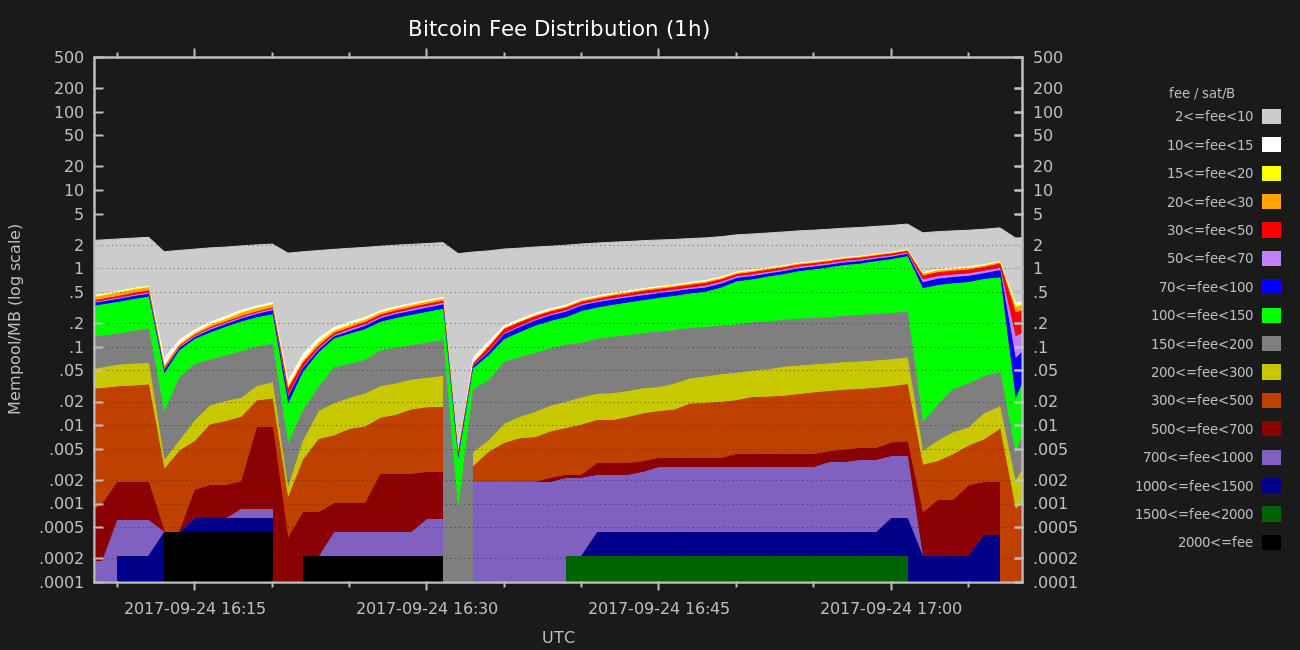 Bitcoin Fee Distribution (1h)
500 500
200 200
100 100
50 50
20 20
10 10
5 5
2 2
1 1
.5 .5
.2 .2
.1 .1
.05 .05
.02 .02
.01 .01
.005 .005
.002 .002
.001 .001
.0005 .0005
.0002 .0002
.0001 .0001
Mempool/MB (log scale)
2017-09-24 16:15 2017-09-24 16:30 2017-09-24 16:45 2017-09-24 17:00
UTC
fee / sat/B
2<=fee<10
10<=fee<15
15<=fee<20
20<=fee<30
30<=fee<50
50<=fee<70
70<=fee<100
100<=fee<150
150<=fee<200
200<=fee<300
300<=fee<500
500<=fee<700
700<=fee<1000
1000<=fee<1500
1500<=fee<2000
2000<=fee